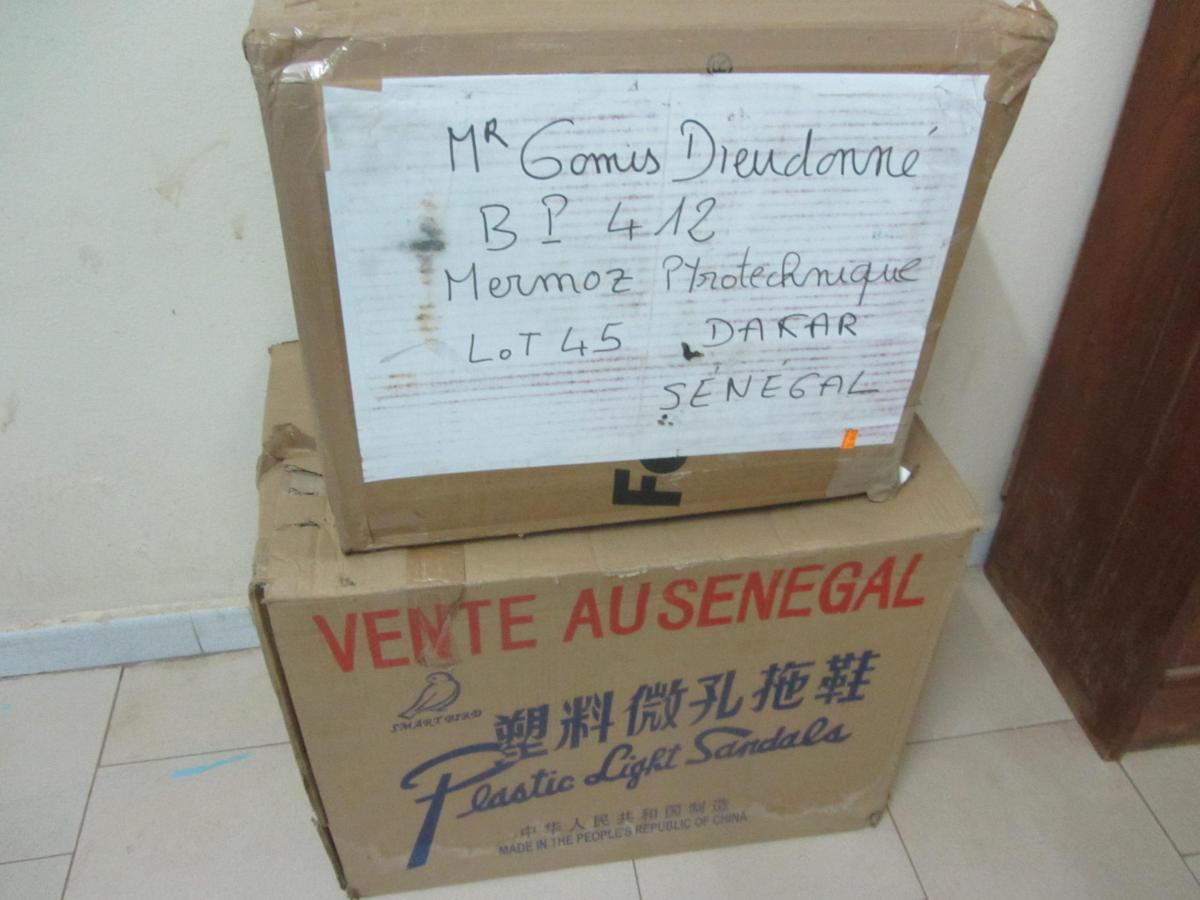 MR Gomis Dieudonné
BP 412
Mermoz Pyrotechnique
LOT 45 DAKAR
SÉNÉGAL
VENTE AU SENEGAL
SMART BIRD
塑料微孔拖鞋
Plastic Light Sandals
中华人民共和国制造
MADE IN THE PEOPLE'S REPUBLIC OF CHINA